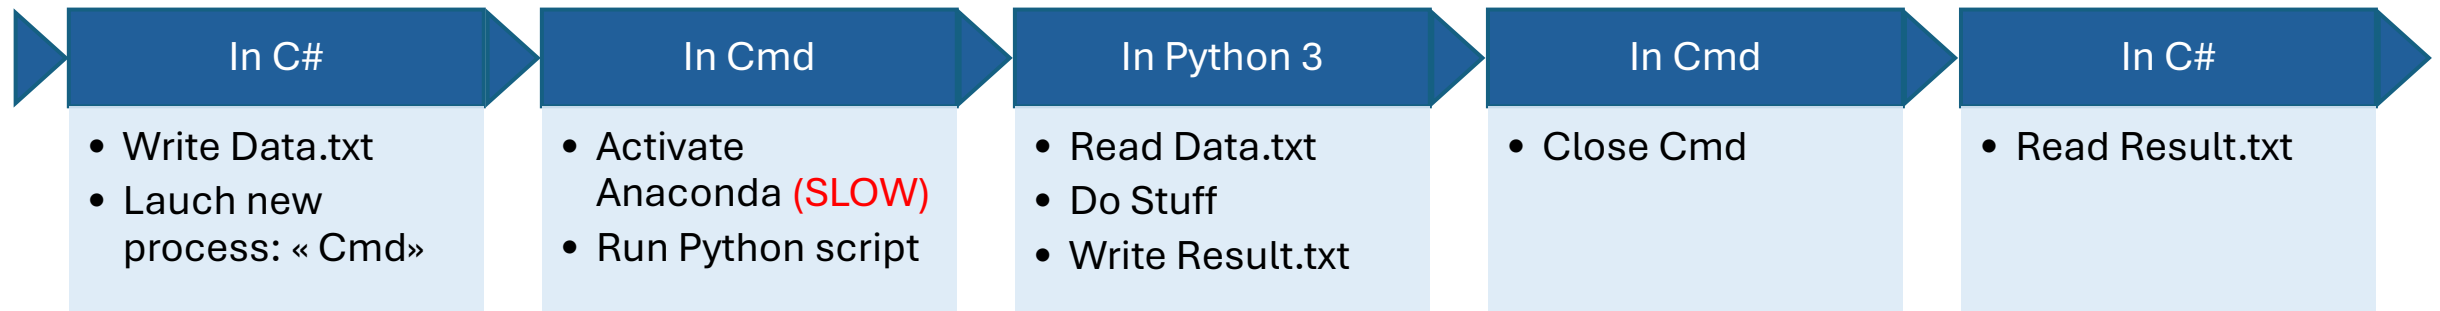 In C#
• Write Data.txt
• Lauch new
process: « Cmd»
In Cmd
• Activate
Anaconda (SLOW)
• Run Python script
In Python 3
• Read Data.txt
• Do Stuff
• Write Result.txt
In Cmd
• Close Cmd
In C#
• Read Result.txt